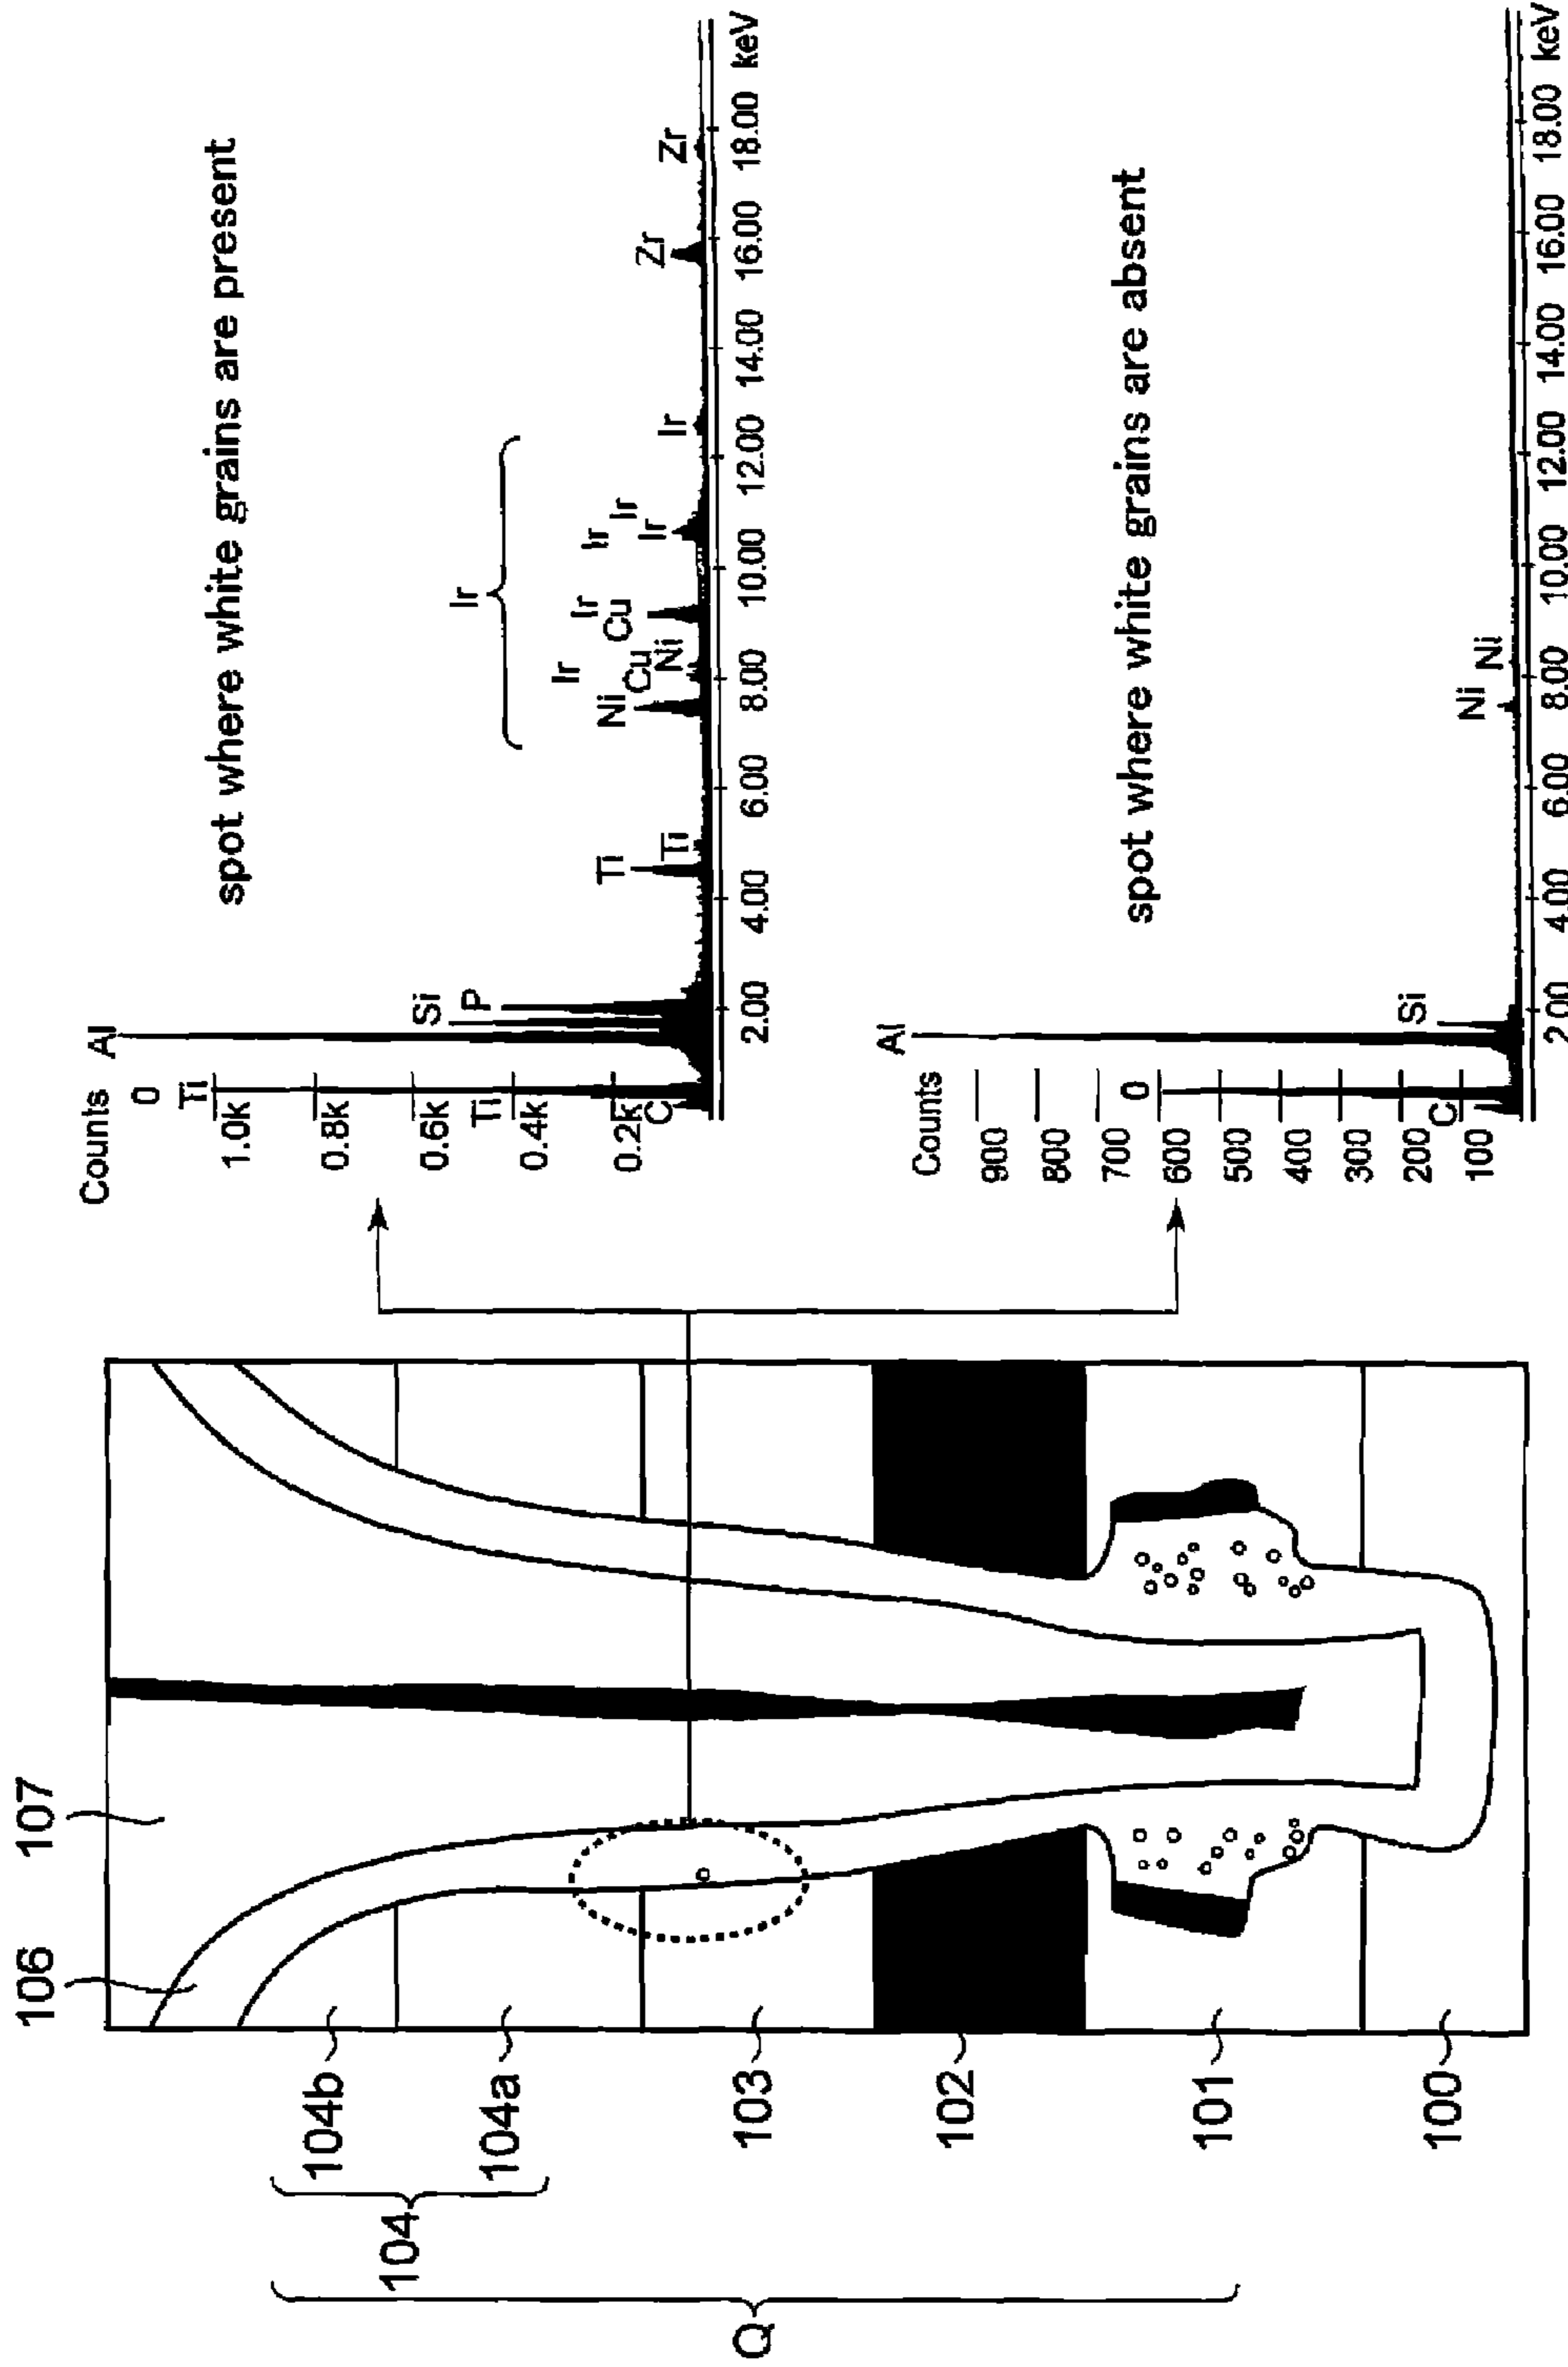 107
106
104b
104a
104
103
102
101
100
Q
spot where white grains are present
Counts
1.0k
0.8k
0.6k
0.4k
0.2k
O
Ti
Ti
C
Al
Si
P
Ti
Ti
Ir
Ir
Ni
Cu
Ni
Ir
Cu
Ir
Ir
Ir
Ir
Zr
Zr
2.00 4.00 6.00 8.00 10.00 12.00 14.00 16.00 18.00 keV
spot where white grains are absent
Counts
900
800
700
600
500
400
300
200
100
O
C
Al
Si
Ni
Ni
2.00 4.00 6.00 8.00 10.00 12.00 14.00 16.00 18.00 keV